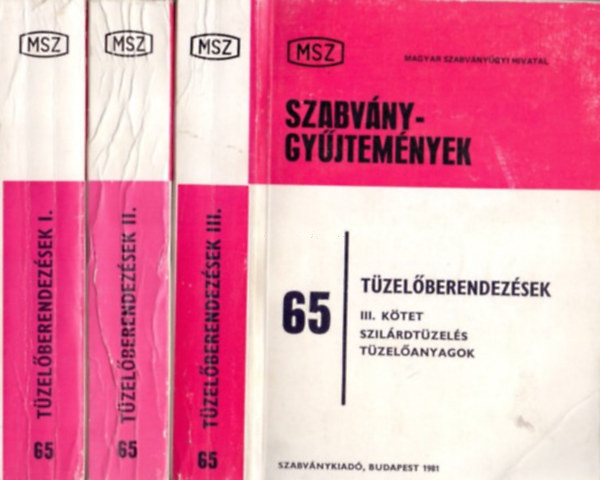 MSZ
TÜZELŐBERENDEZÉSEK I.
65
MSZ
TÜZELŐBERENDEZÉSEK II.
65
MSZ
TÜZELŐBERENDEZÉSEK III.
65
MSZ
MAGYAR SZABVÁNYÜGYI HIVATAL
SZABVÁNY-
GYŰJTEMÉNYEK
65
TÜZELŐBERENDEZÉSEK
III. KÖTET
SZILÁRDTÜZELÉS
TÜZELŐANYAGOK
SZABVÁNYKIADÓ, BUDAPEST 1981